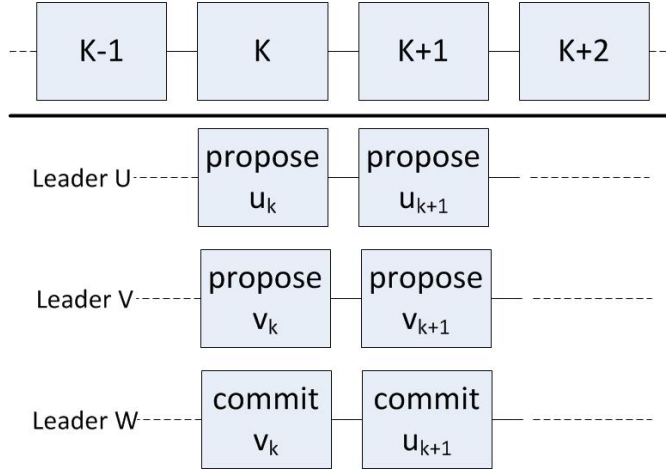 K-1 K K+1 K+2
propose propose
Leader U
uₖ uₖ₊₁
propose propose
Leader V
vₖ vₖ₊₁
commit commit
Leader W
vₖ uₖ₊₁